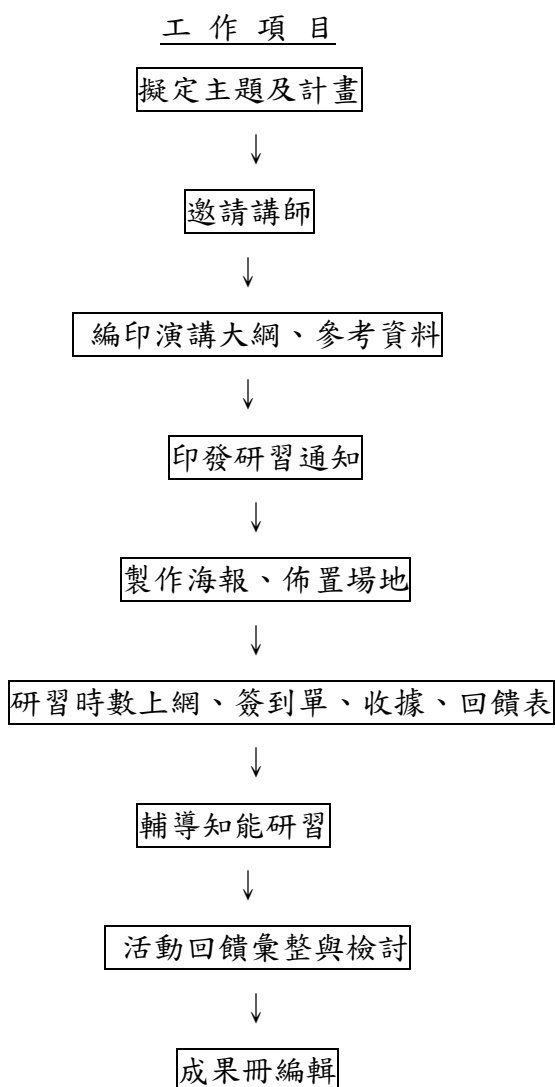 工 作 項 目
擬定主題及計畫
↓
邀請講師
↓
編印演講大綱、參考資料
↓
印發研習通知
↓
製作海報、佈置場地
↓
研習時數上網、簽到單、收據、回饋表
↓
輔導知能研習
↓
活動回饋彙整與檢討
↓
成果冊編輯